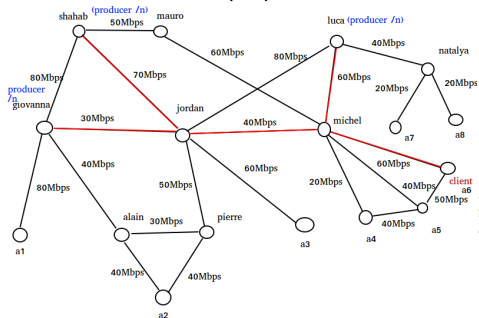 shahab (producer /n) mauro
50Mbps
luca (producer /n)
60Mbps
80Mbps
40Mbps
natalya
80Mbps
70Mbps
60Mbps
20Mbps
20Mbps
producer
/n
giovanna
jordan
30Mbps
40Mbps
michel
a7
a8
40Mbps
60Mbps
60Mbps
client
a6
80Mbps
50Mbps
20Mbps
40Mbps
50Mbps
alain
30Mbps
pierre
a3
a4
40Mbps
a5
a1
40Mbps
40Mbps
a2